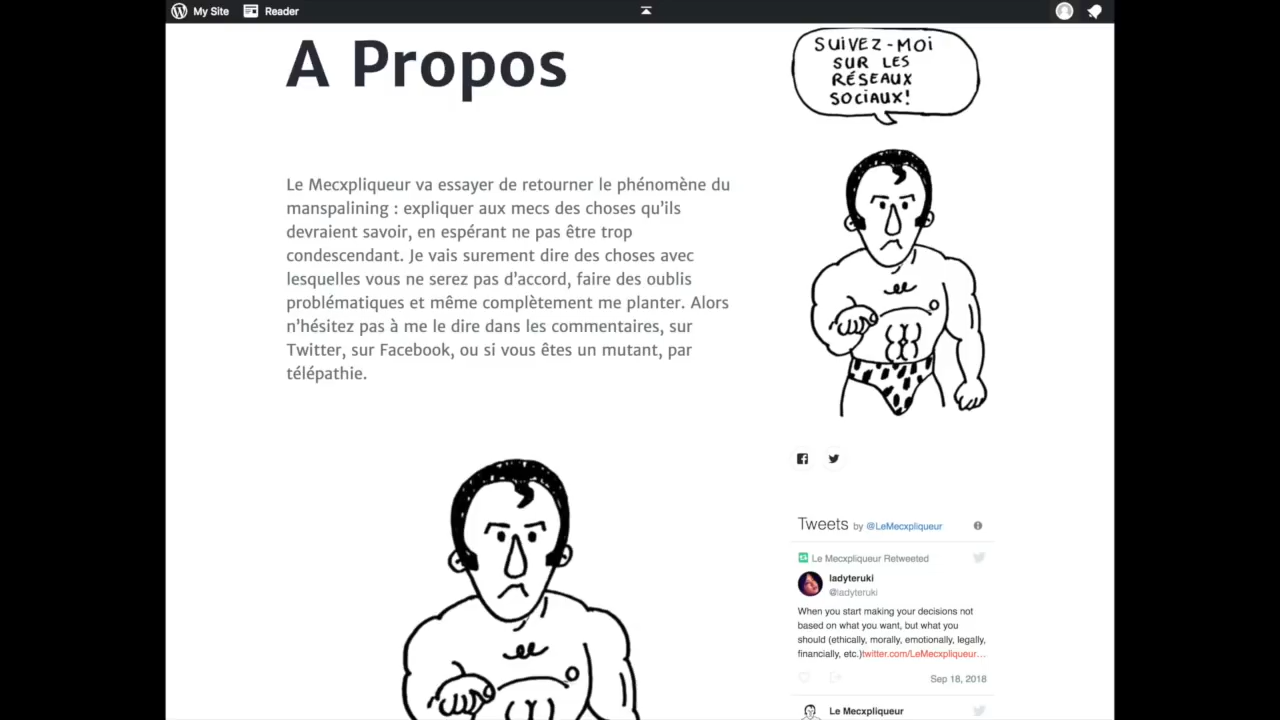 My Site
Reader
A Propos
Le Mecxpliqueur va essayer de retourner le phénomène du
manspalining : expliquer aux mecs des choses qu’ils
devraient savoir, en espérant ne pas être trop
condescendant. Je vais surement dire des choses avec
lesquelles vous ne serez pas d’accord, faire des oublis
problématiques et même complètement me planter. Alors
n’hésitez pas à me le dire dans les commentaires, sur
Twitter, sur Facebook, ou si vous êtes un mutant, par
télépathie.
SUIVEZ-MOI
SUR LES
RÉSEAUX
SOCIAUX!
Tweets by @LeMecxpliqueur
Le Mecxpliqueur Retweeted
ladyteruki
@ladyteruki
When you start making your decisions not
based on what you want, but what you
should (ethically, morally, emotionally, legally,
financially, etc.)twitter.com/LeMecxpliqueur…
Sep 18, 2018
Le Mecxpliqueur